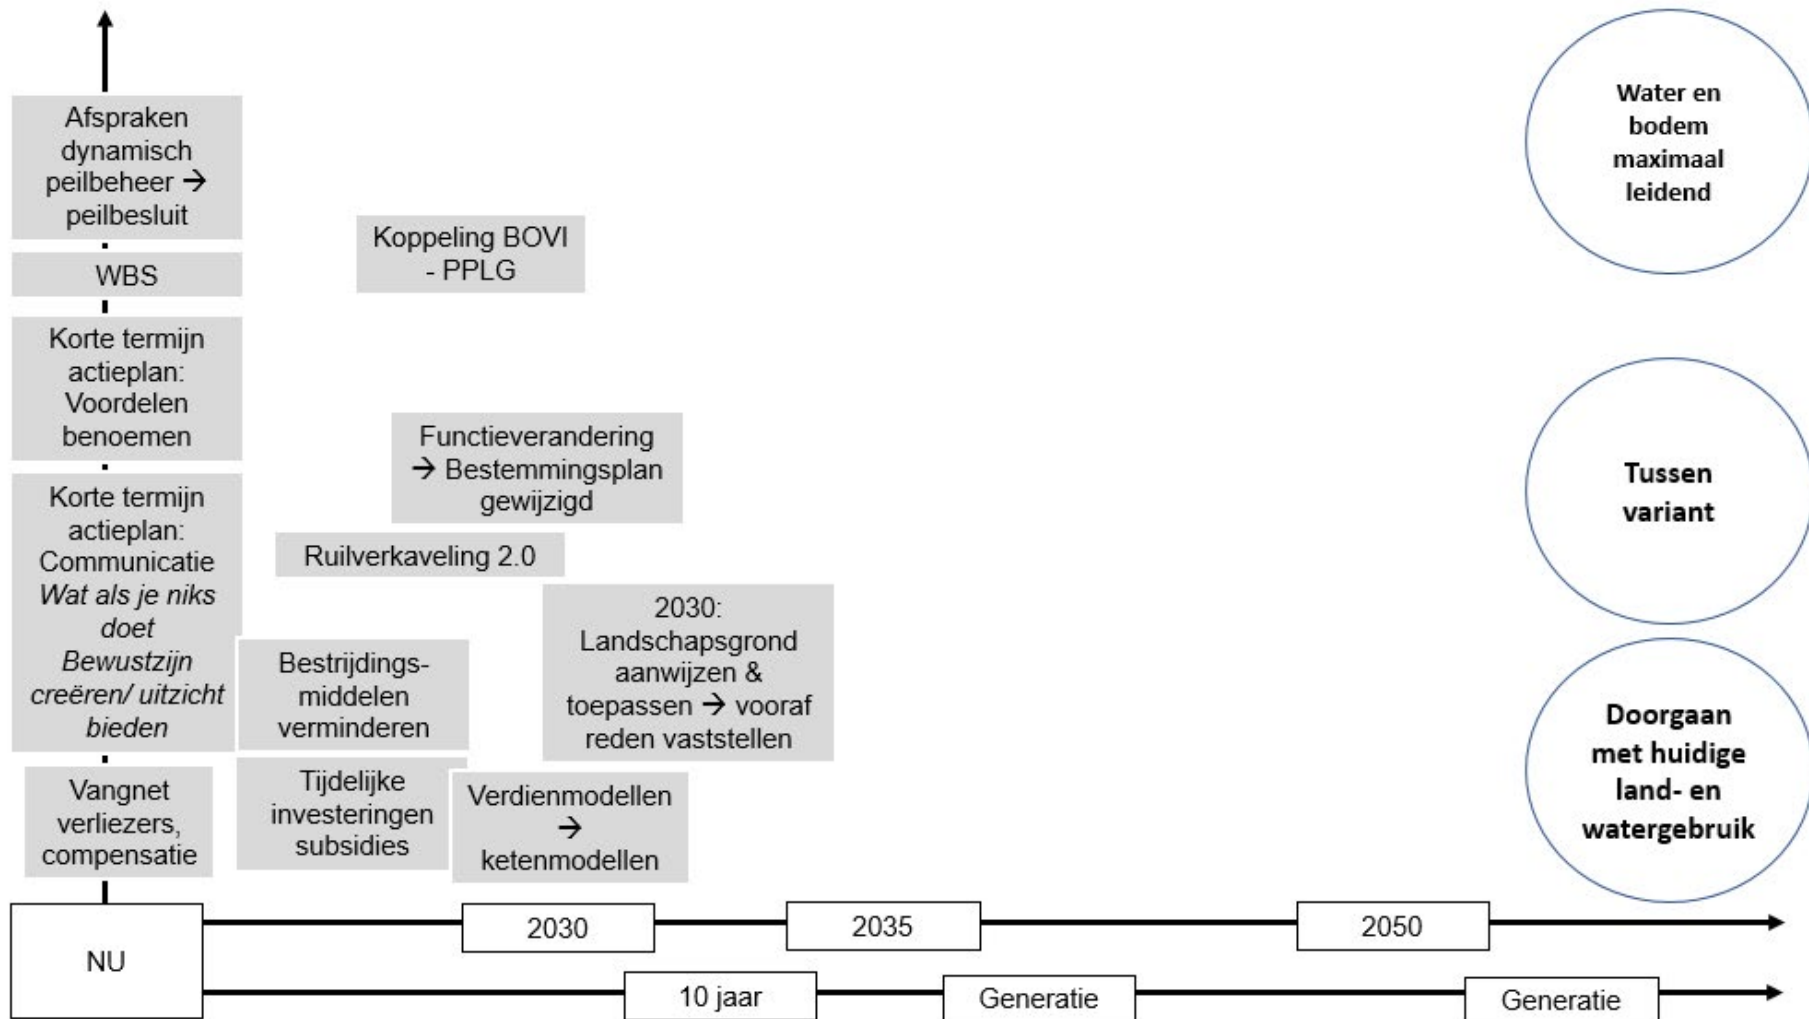 Afspraken
dynamisch
peilbeheer →
peilbesluit
WBS
Korte termijn
actieplan:
Voordelen
benoemen
Korte termijn
actieplan:
Communicatie
Wat als je niks
doet
Bewustzijn
creëren/ uitzicht
bieden
Vangnet
verliezers,
compensatie
Koppeling BOVI
- PPLG
Functieverandering
→ Bestemmingsplan
gewijzigd
Ruilverkaveling 2.0
2030:
Landschapsgrond
aanwijzen &
toepassen → vooraf
reden vaststellen
Bestrijdings-
middelen
verminderen
Tijdelijke
investeringen
subsidies
Verdienmodellen
→
ketenmodellen
Water en
bodem
maximaal
leidend
Tussen
variant
Doorgaan
met huidige
land- en
watergebruik
NU
2030
2035
2050
10 jaar
Generatie
Generatie